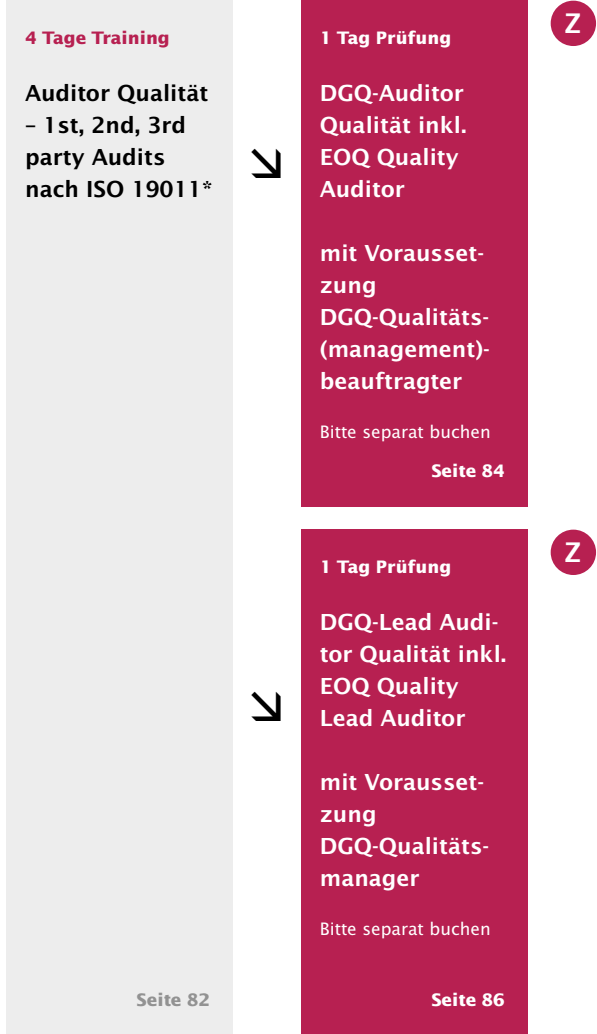 4 Tage Training
Auditor Qualität
– 1st, 2nd, 3rd
party Audits
nach ISO 19011*
Seite 82
1 Tag Prüfung
Z
DGQ-Auditor
Qualität inkl.
EOQ Quality
Auditor
mit Vorausset-
zung
DGQ-Qualitäts-
(management)-
beauftragter
Bitte separat buchen
Seite 84
1 Tag Prüfung
Z
DGQ-Lead Audi-
tor Qualität inkl.
EOQ Quality
Lead Auditor
mit Vorausset-
zung
DGQ-Qualitäts-
manager
Bitte separat buchen
Seite 86